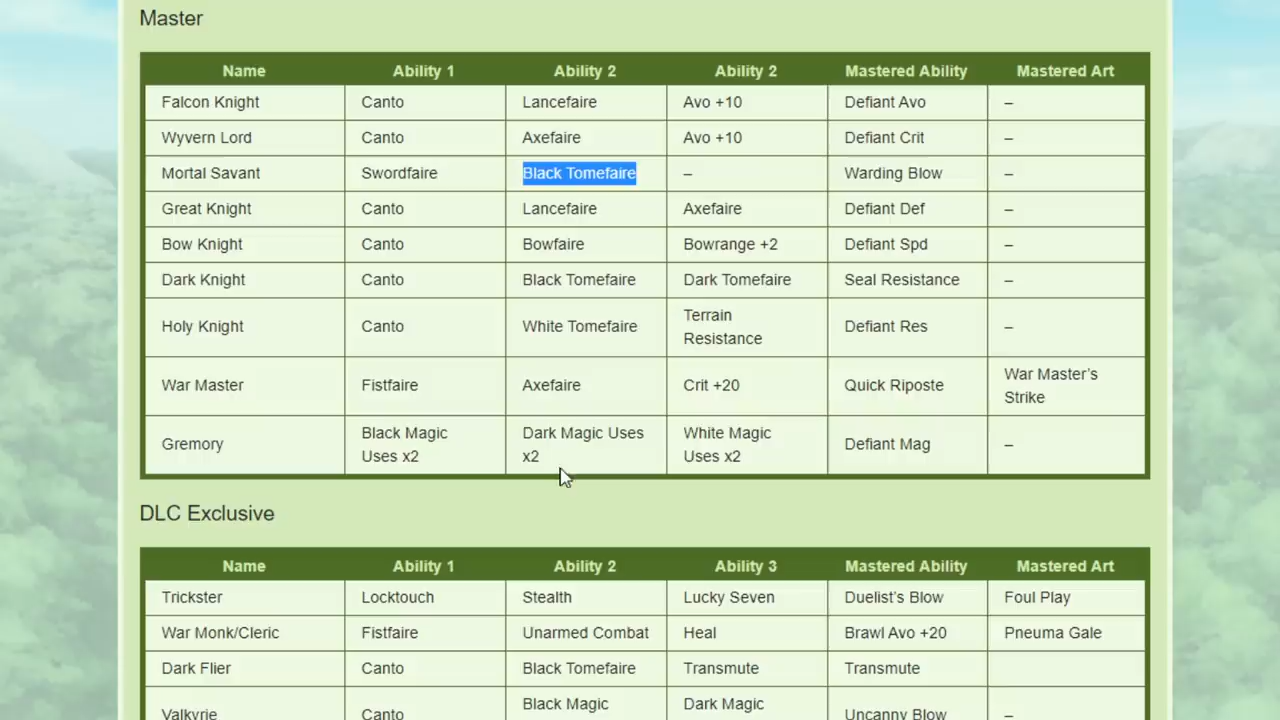 Master
Name Ability 1 Ability 2 Ability 2 Mastered Ability Mastered Art
Falcon Knight Canto Lancefaire Avo +10 Defiant Avo –
Wyvern Lord Canto Axefaire Avo +10 Defiant Crit –
Mortal Savant Swordfaire Black Tomefaire – Warding Blow –
Great Knight Canto Lancefaire Axefaire Defiant Def –
Bow Knight Canto Bowfaire Bowrange +2 Defiant Spd –
Dark Knight Canto Black Tomefaire Dark Tomefaire Seal Resistance –
Holy Knight Canto White Tomefaire Terrain Resistance Defiant Res –
War Master Fistfaire Axefaire Crit +20 Quick Riposte War Master’s Strike
Gremory Black Magic Uses x2 Dark Magic Uses x2 White Magic Uses x2 Defiant Mag –
DLC Exclusive
Name Ability 1 Ability 2 Ability 3 Mastered Ability Mastered Art
Trickster Locktouch Stealth Lucky Seven Duelist’s Blow Foul Play
War Monk/Cleric Fistfaire Unarmed Combat Heal Brawl Avo +20 Pneuma Gale
Dark Flier Canto Black Tomefaire Transmute Transmute
Valkyrie Canto Black Magic Dark Magic Uncanny Blow –